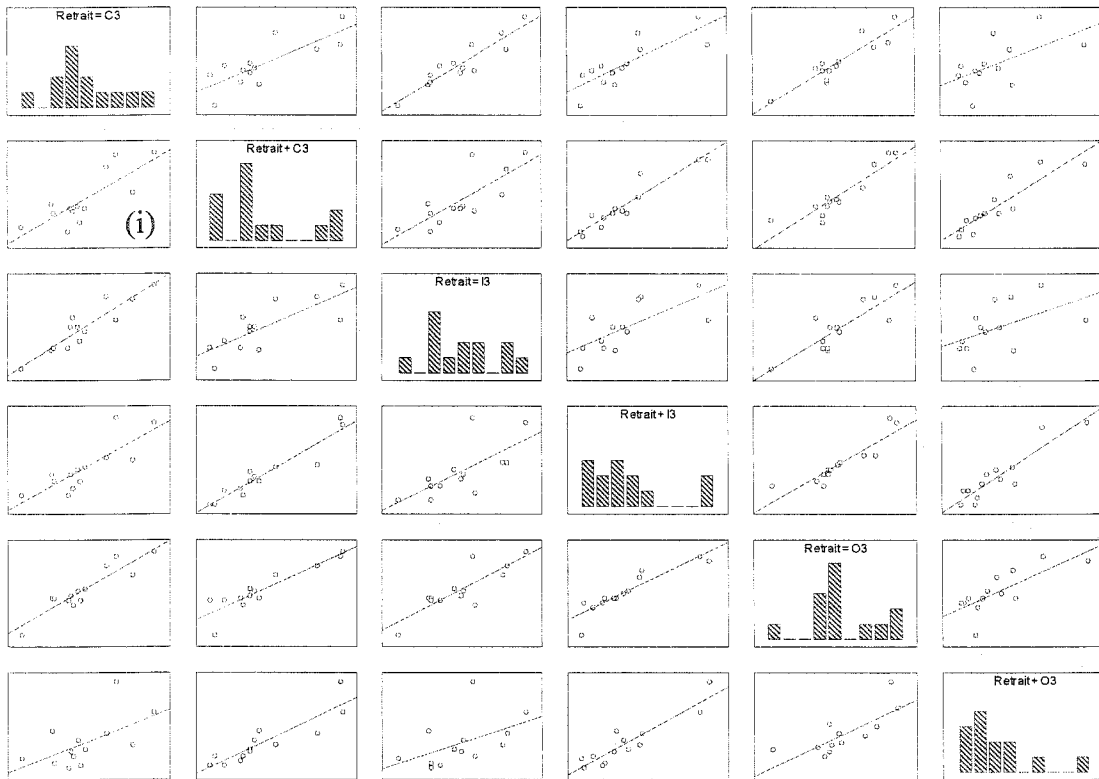 Retrait= C3
Retrait+ C3
(i)
Retrait= I3
Retrait+ I3
Retrait= O3
Retrait+ O3